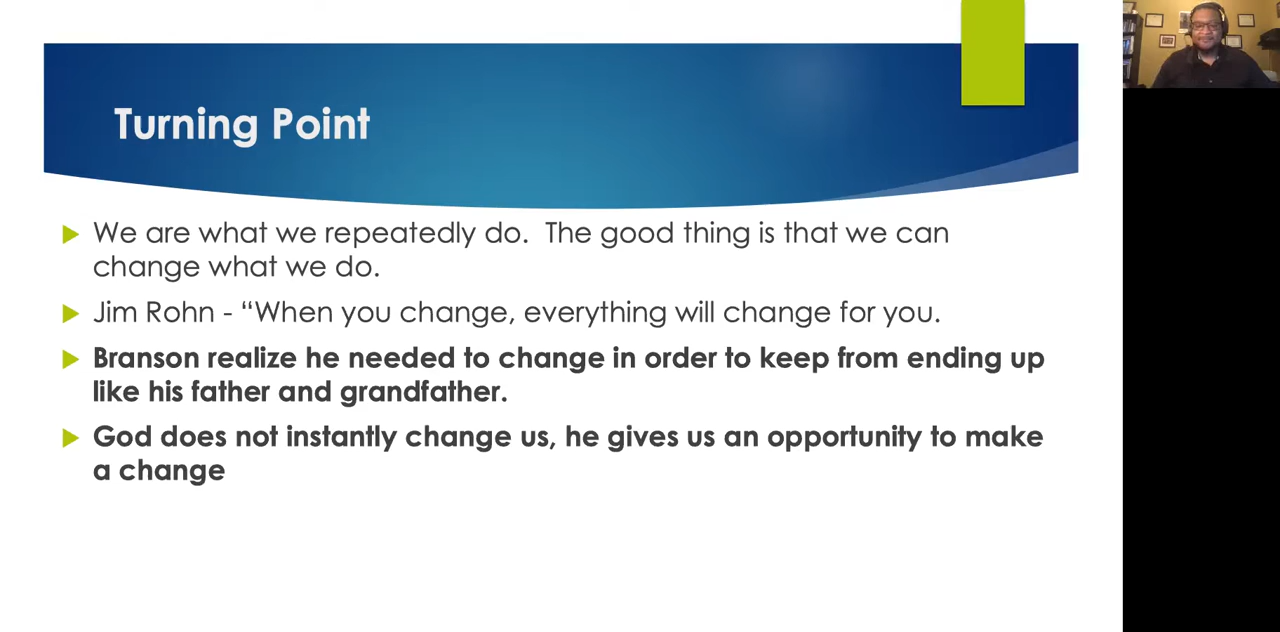 Turning Point
We are what we repeatedly do.  The good thing is that we can
change what we do.
Jim Rohn - “When you change, everything will change for you.
Branson realize he needed to change in order to keep from ending up
like his father and grandfather.
God does not instantly change us, he gives us an opportunity to make
a change